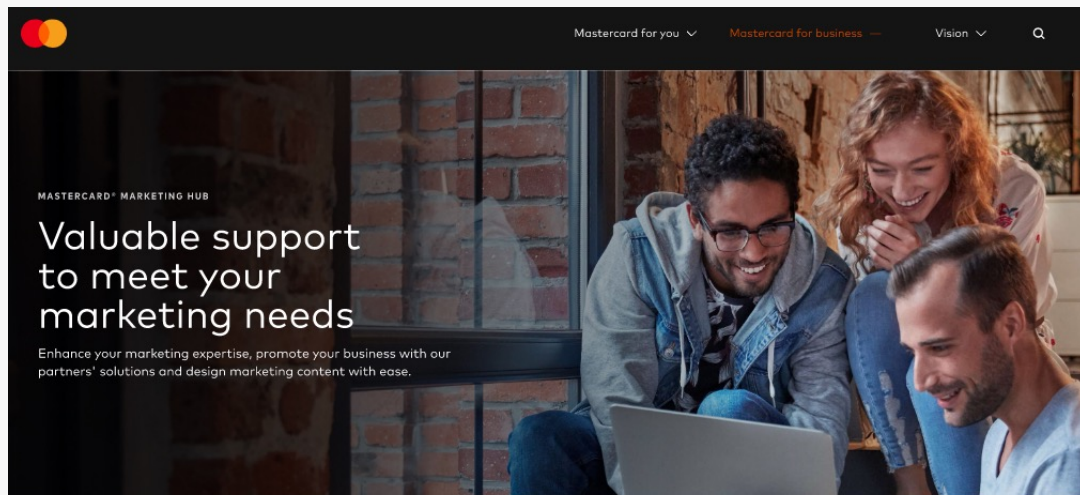 Mastercard for you
Mastercard for business
Vision
MASTERCARD® MARKETING HUB
Valuable support
to meet your
marketing needs
Enhance your marketing expertise, promote your business with our
partners' solutions and design marketing content with ease.